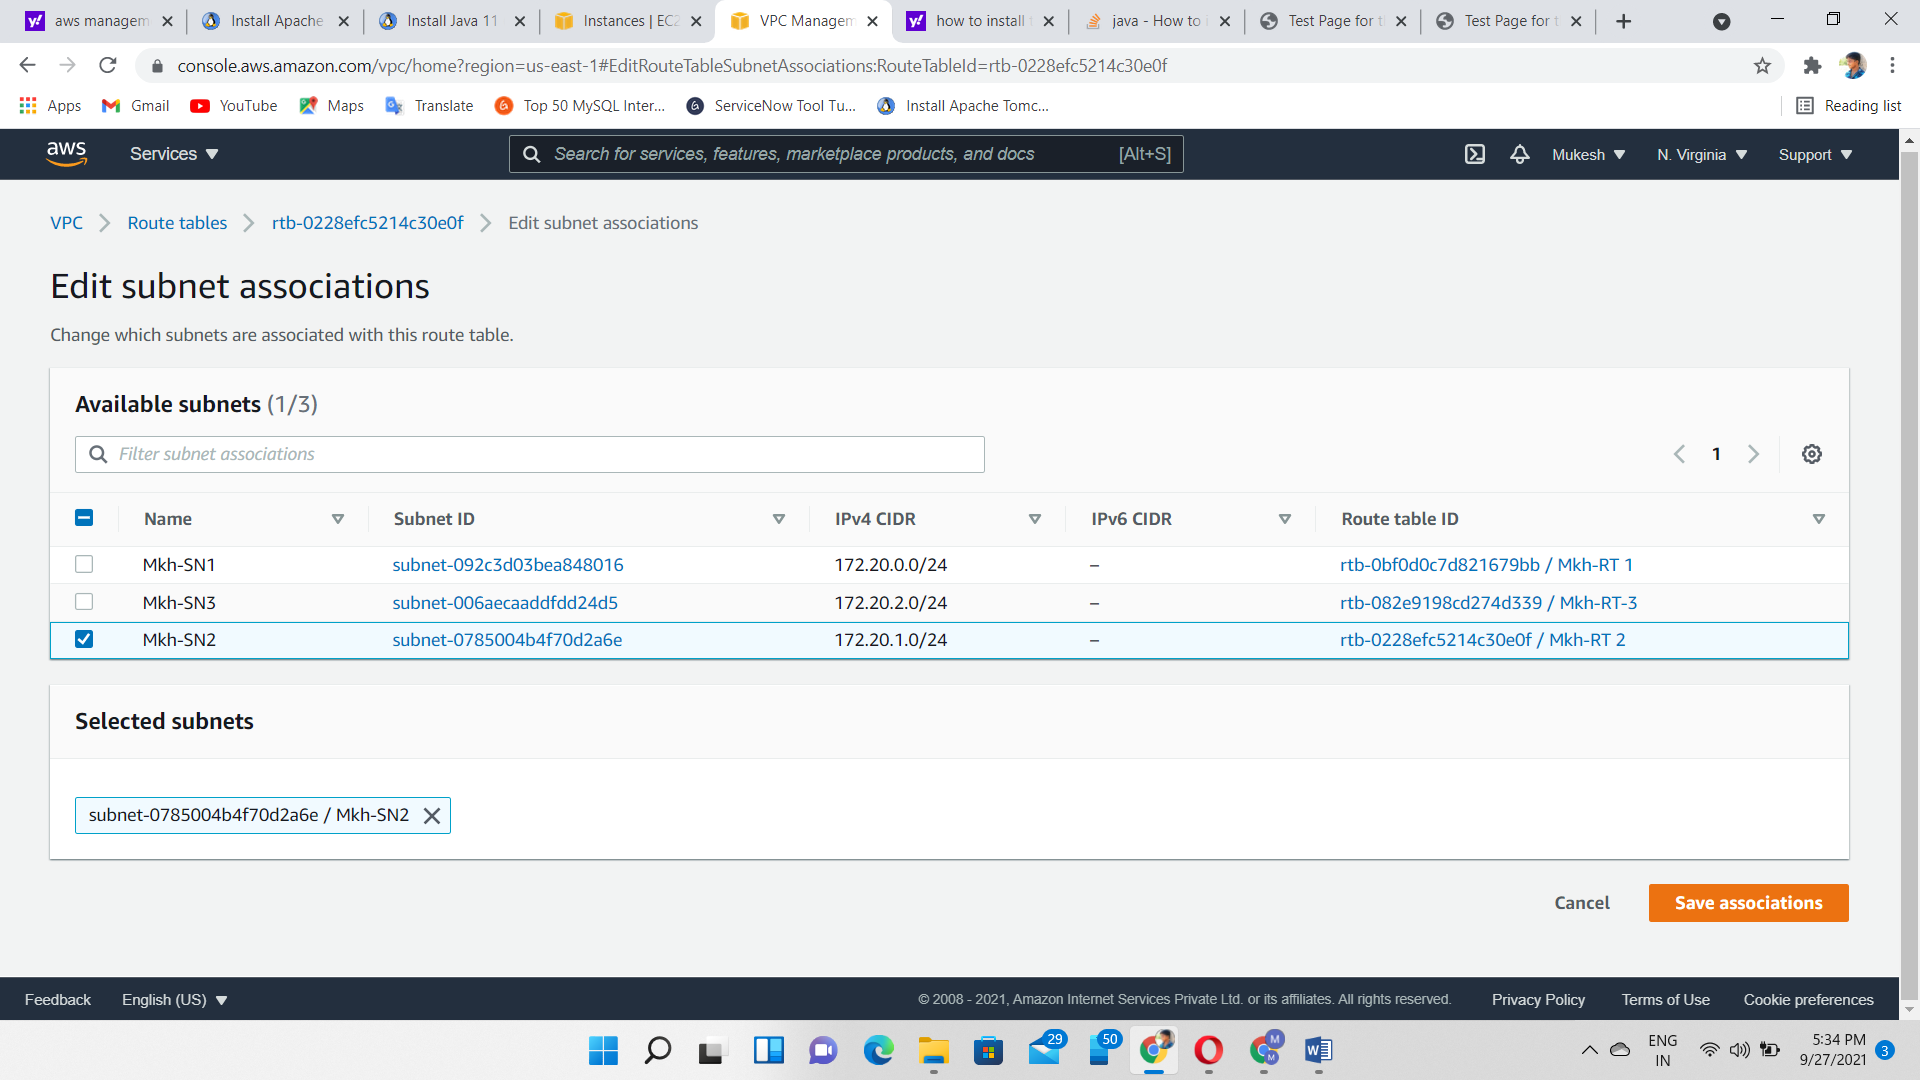 aws managem
Install Apache
Install Java 11
Instances | EC2
VPC Managem
how to install
java - How to i
Test Page for t
Test Page for t
console.aws.amazon.com/vpc/home?region=us-east-1#EditRouteTableSubnetAssociations:RouteTableId=rtb-0228efc5214c30e0f
Apps
Gmail
YouTube
Maps
Translate
Top 50 MySQL Inter...
ServiceNow Tool Tu...
Install Apache Tomc...
Reading list
aws
Services
Search for services, features, marketplace products, and docs
[Alt+S]
Mukesh
N. Virginia
Support
VPC
Route tables
rtb-0228efc5214c30e0f
Edit subnet associations
Edit subnet associations
Change which subnets are associated with this route table.
Available subnets (1/3)
Filter subnet associations
1
Name
Subnet ID
IPv4 CIDR
IPv6 CIDR
Route table ID
Mkh-SN1
subnet-092c3d03bea848016
172.20.0.0/24
–
rtb-0bf0d0c7d821679bb / Mkh-RT 1
Mkh-SN3
subnet-006aecaaddfdd24d5
172.20.2.0/24
–
rtb-082e9198cd274d339 / Mkh-RT-3
Mkh-SN2
subnet-0785004b4f70d2a6e
172.20.1.0/24
–
rtb-0228efc5214c30e0f / Mkh-RT 2
Selected subnets
subnet-0785004b4f70d2a6e / Mkh-SN2
Cancel
Save associations
Feedback
English (US)
© 2008 - 2021, Amazon Internet Services Private Ltd. or its affiliates. All rights reserved.
Privacy Policy
Terms of Use
Cookie preferences
29
50
M
M
ENG
IN
5:34 PM
9/27/2021
3